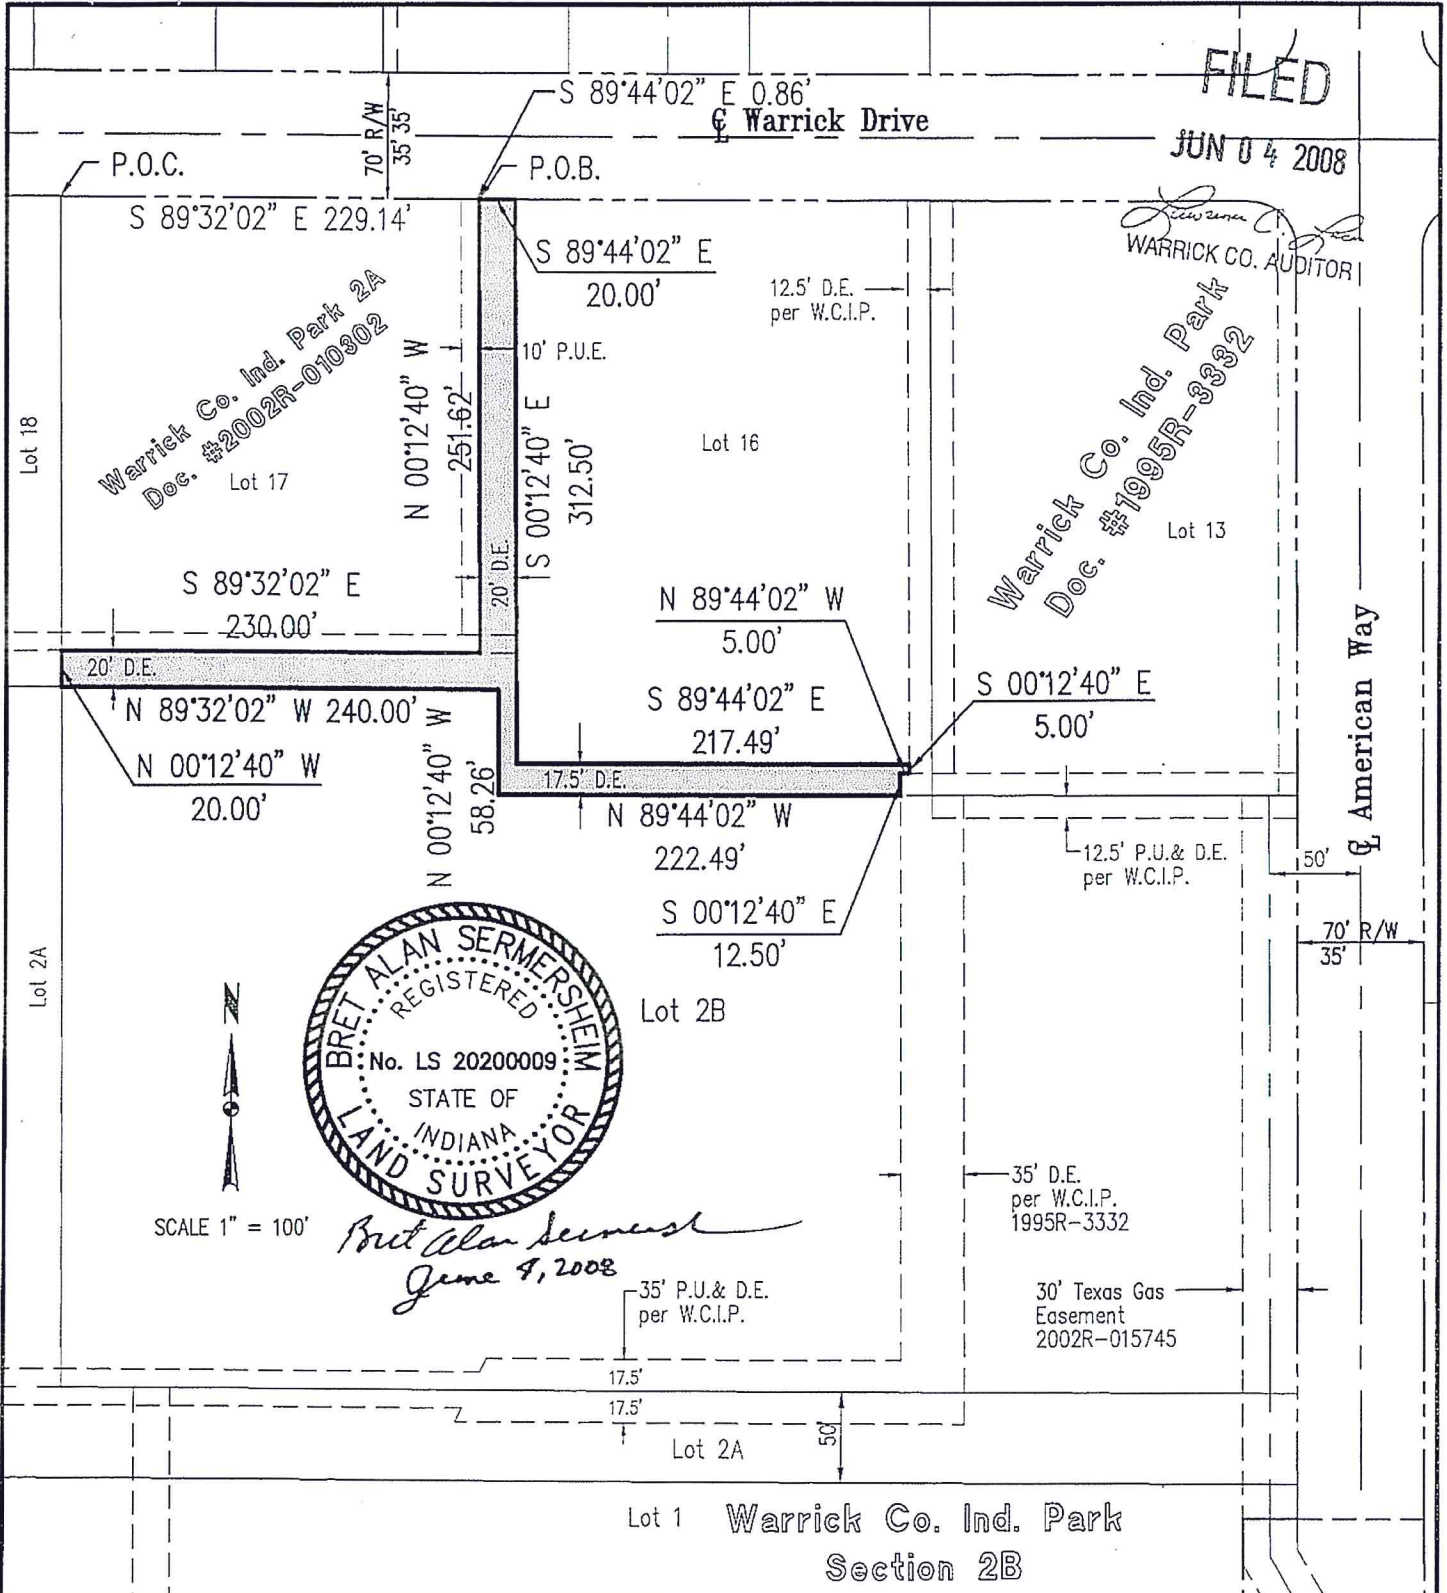 S 89°44'02" E 0.86'
FILED
℄ Warrick Drive
70' R/W
35' 35'
JUN 04 2008
P.O.C.
P.O.B.
S 89°32'02" E 229.14'
WARRICK CO. AUDITOR
S 89°44'02" E
20.00'
12.5' D.E.
per W.C.I.P.
Warrick Co. Ind. Park 2A
Doc. #2002R-010302
10' P.U.E.
N 00°12'40" W
251.62'
S 00°12'40" E
312.50'
Lot 18
Lot 17
Lot 16
Warrick Co. Ind. Park
Doc. #1995R-3332
Lot 13
S 89°32'02" E
230.00'
20' D.E.
N 89°44'02" W
5.00'
20' D.E.
S 00°12'40" E
5.00'
N 89°32'02" W 240.00'
S 89°44'02" E
217.49'
N 00°12'40" W
20.00'
N 00°12'40" W
58.26'
17.5' D.E.
N 89°44'02" W
222.49'
℄ American Way
12.5' P.U.& D.E.
per W.C.I.P.
50'
S 00°12'40" E
12.50'
70' R/W
35'
Lot 2A
N
BRET ALAN SERMERSHEIM
REGISTERED
No. LS 20200009
STATE OF
INDIANA
LAND SURVEYOR
Lot 2B
SCALE 1" = 100'
Bret Alan Sermersh
June 4, 2008
35' D.E.
per W.C.I.P.
1995R-3332
35' P.U.& D.E.
per W.C.I.P.
30' Texas Gas
Easement
2002R-015745
17.5'
17.5'
50'
Lot 2A
Lot 1
Warrick Co. Ind. Park
Section 2B